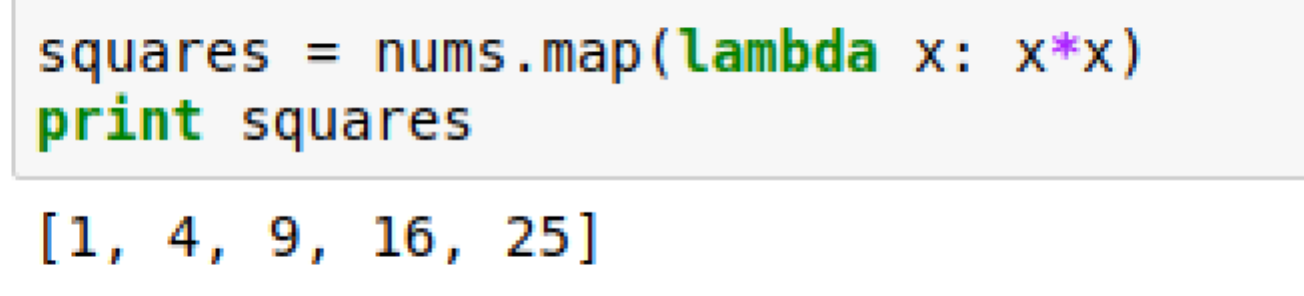 squares = nums.map(lambda x: x*x)
print squares
[1, 4, 9, 16, 25]